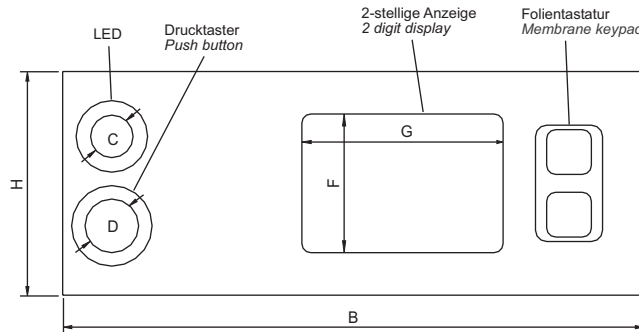 LED
Drucktaster
Push button
2-stellige Anzeige
2 digit display
Folientastatur
Membrane keypad
C
G
H
F
D
B